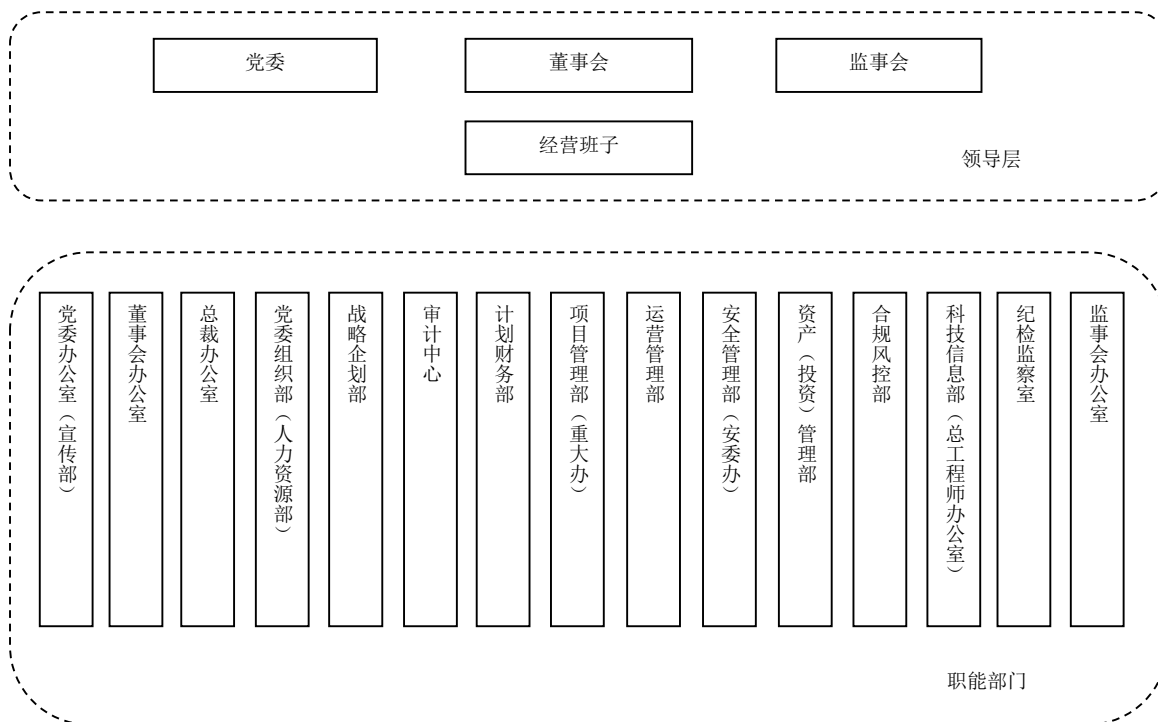 党委
董事会
监事会
经营班子
领导层
党委办公室（宣传部）
董事会办公室
总裁办公室
党委组织部（人力资源部）
战略企划部
审计中心
计划财务部
项目管理部（重大办）
运营管理部
安全管理部（安委办）
资产（投资）管理部
合规风控部
科技信息部（总工程师办公室）
纪检监察室
监事会办公室
职能部门